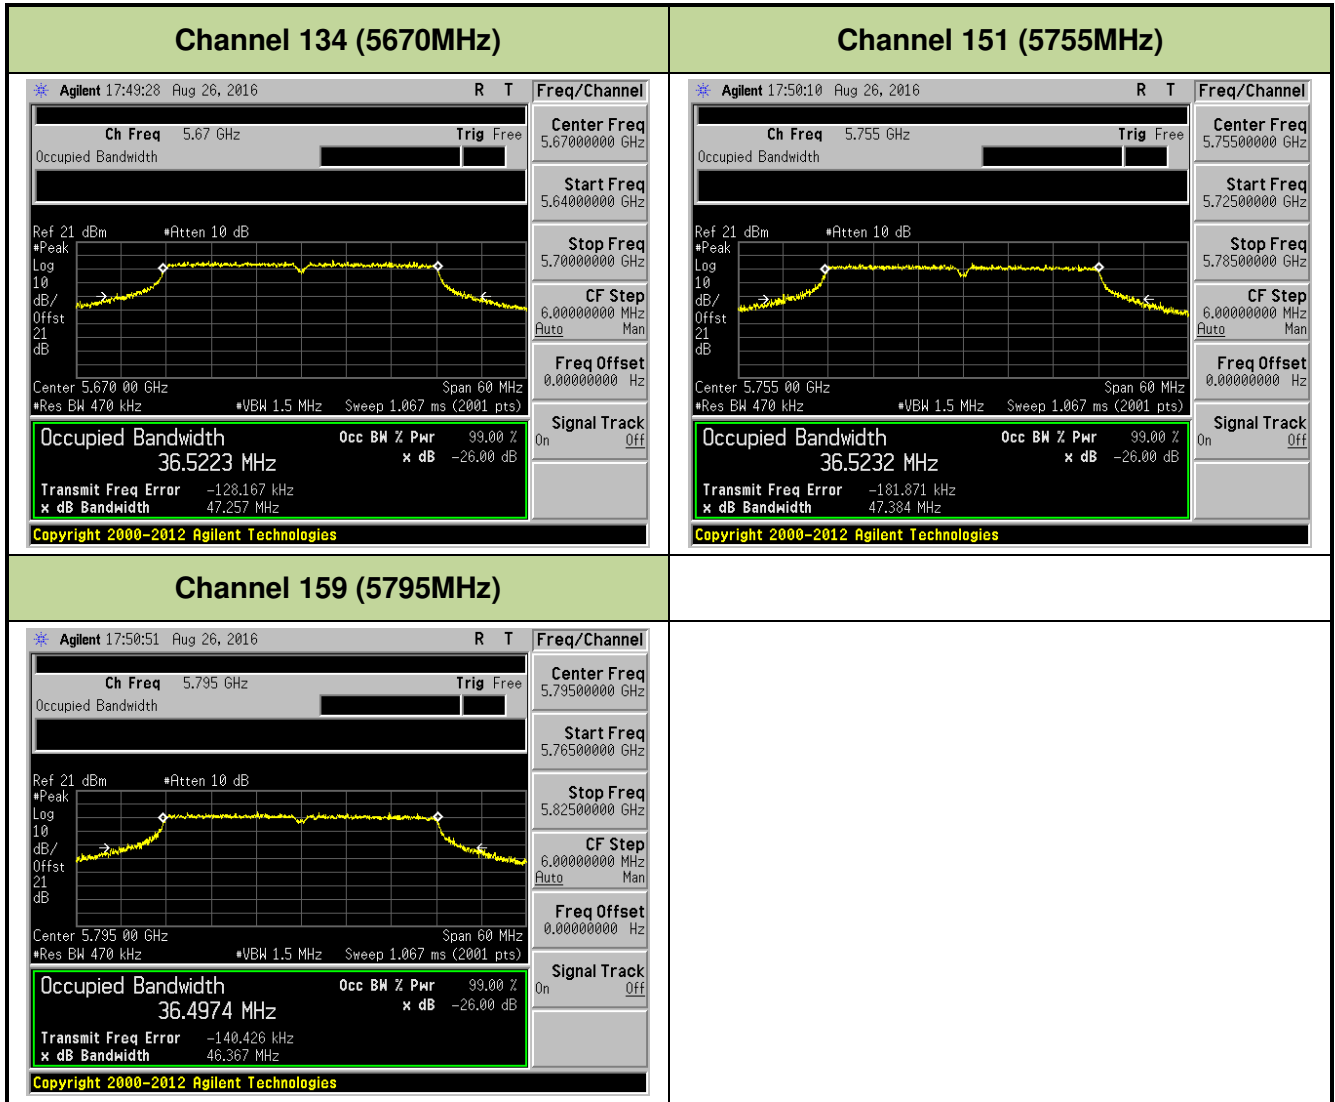 Channel 134 (5670MHz)
Agilent 17:49:28 Aug 26, 2016 R T
Freq/Channel
Ch Freq 5.67 GHz Trig Free
Occupied Bandwidth
Center Freq
5.67000000 GHz
Start Freq
5.64000000 GHz
Stop Freq
5.70000000 GHz
CF Step
6.00000000 MHz
Auto Man
Freq Offset
0.00000000 Hz
Signal Track
On Off
Ref 21 dBm #Atten 10 dB
#Peak
Log
10
dB/
Offst
21
dB
Center 5.670 00 GHz Span 60 MHz
#Res BW 470 kHz #VBW 1.5 MHz Sweep 1.067 ms (2001 pts)
Occupied Bandwidth Occ BW % Pwr 99.00 %
36.5223 MHz x dB -26.00 dB
Transmit Freq Error -128.167 kHz
x dB Bandwidth 47.257 MHz
Copyright 2000-2012 Agilent Technologies
Channel 151 (5755MHz)
Agilent 17:50:10 Aug 26, 2016 R T
Freq/Channel
Ch Freq 5.755 GHz Trig Free
Occupied Bandwidth
Center Freq
5.75500000 GHz
Start Freq
5.72500000 GHz
Stop Freq
5.78500000 GHz
CF Step
6.00000000 MHz
Auto Man
Freq Offset
0.00000000 Hz
Signal Track
On Off
Ref 21 dBm #Atten 10 dB
#Peak
Log
10
dB/
Offst
21
dB
Center 5.755 00 GHz Span 60 MHz
#Res BW 470 kHz #VBW 1.5 MHz Sweep 1.067 ms (2001 pts)
Occupied Bandwidth Occ BW % Pwr 99.00 %
36.5232 MHz x dB -26.00 dB
Transmit Freq Error -181.871 kHz
x dB Bandwidth 47.384 MHz
Copyright 2000-2012 Agilent Technologies
Channel 159 (5795MHz)
Agilent 17:50:51 Aug 26, 2016 R T
Freq/Channel
Ch Freq 5.795 GHz Trig Free
Occupied Bandwidth
Center Freq
5.79500000 GHz
Start Freq
5.76500000 GHz
Stop Freq
5.82500000 GHz
CF Step
6.00000000 MHz
Auto Man
Freq Offset
0.00000000 Hz
Signal Track
On Off
Ref 21 dBm #Atten 10 dB
#Peak
Log
10
dB/
Offst
21
dB
Center 5.795 00 GHz Span 60 MHz
#Res BW 470 kHz #VBW 1.5 MHz Sweep 1.067 ms (2001 pts)
Occupied Bandwidth Occ BW % Pwr 99.00 %
36.4974 MHz x dB -26.00 dB
Transmit Freq Error -140.426 kHz
x dB Bandwidth 46.367 MHz
Copyright 2000-2012 Agilent Technologies